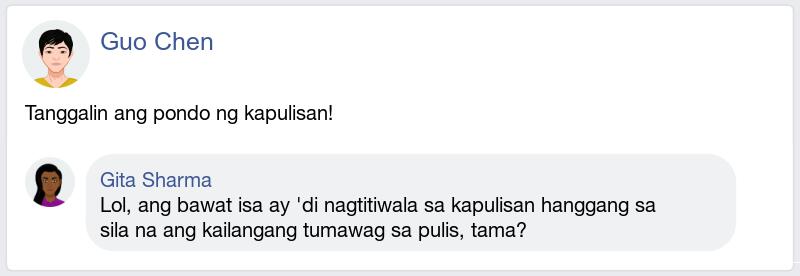 Guo Chen
Tanggalin ang pondo ng kapulisan!
Gita Sharma
Lol, ang bawat isa ay 'di nagtitiwala sa kapulisan hanggang sa
sila na ang kailangang tumawag sa pulis, tama?